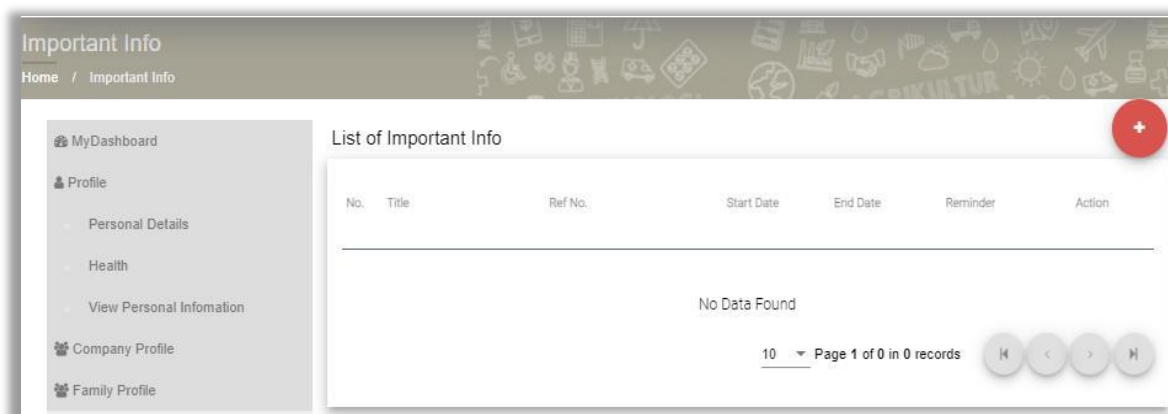 Important Info
Home / Important Info
AGRIKULTUR
MyDashboard
Profile
Personal Details
Health
View Personal Infomation
Company Profile
Family Profile
List of Important Info
+
No. Title Ref No. Start Date End Date Reminder Action
No Data Found
10 Page 1 of 0 in 0 records